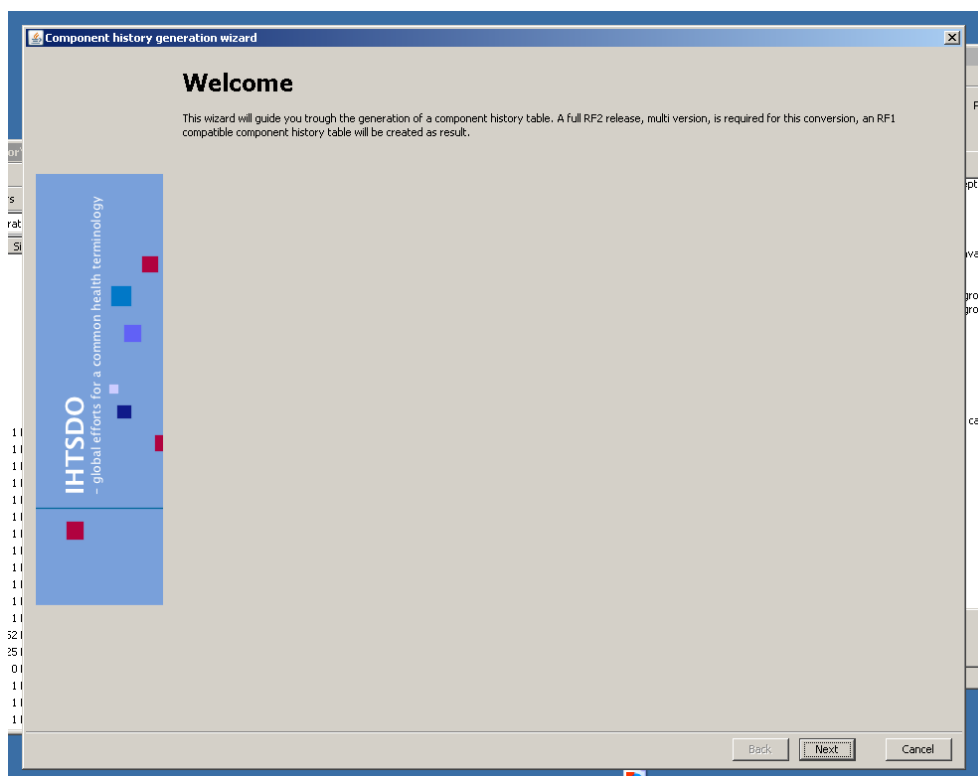 Component history generation wizard
Welcome
This wizard will guide you trough the generation of a component history table. A full RF2 release, multi version, is required for this conversion, an RF1
compatible component history table will be created as result.
IHTSDO
– global efforts for a common health terminology
Back
Next
Cancel